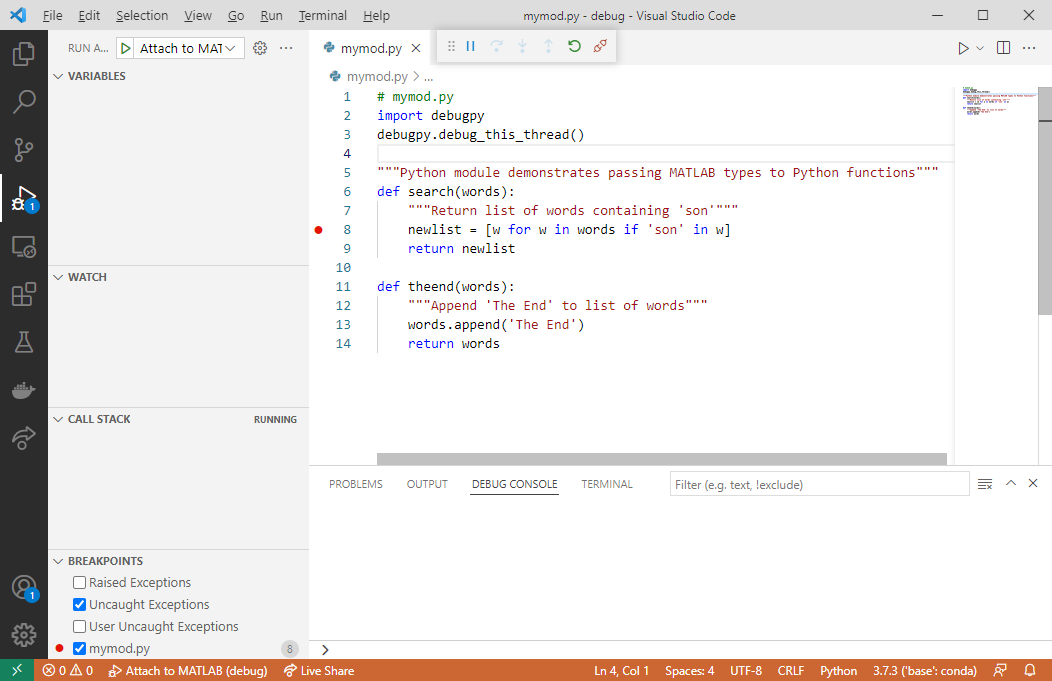 File Edit Selection View Go Run Terminal Help mymod.py - debug - Visual Studio Code
RUN A... Attach to MAT
mymod.py
VARIABLES
mymod.py > ...
1 # mymod.py
2 import debugpy
3 debugpy.debug_this_thread()
4
5 """Python module demonstrates passing MATLAB types to Python functions"""
6 def search(words):
7 """Return list of words containing 'son'"""
8 newlist = [w for w in words if 'son' in w]
9 return newlist
10
11 def theend(words):
12 """Append 'The End' to list of words"""
13 words.append('The End')
14 return words
WATCH
CALL STACK RUNNING
PROBLEMS OUTPUT DEBUG CONSOLE TERMINAL Filter (e.g. text, !exclude)
BREAKPOINTS
Raised Exceptions
Uncaught Exceptions
User Uncaught Exceptions
mymod.py 8
1
1
0 0 Attach to MATLAB (debug) Live Share Ln 4, Col 1 Spaces: 4 UTF-8 CRLF Python 3.7.3 ('base': conda)